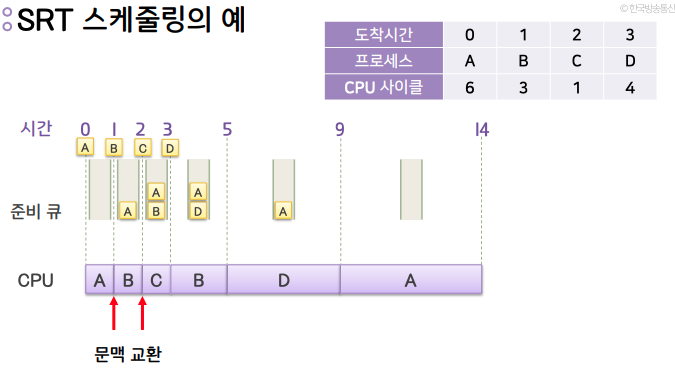 SRT 스케줄링의 예
© 한국방송통신
도착시간 0 1 2 3
프로세스 A B C D
CPU 사이클 6 3 1 4
시간 0 1 2 3 5 9 14
A B C D
A A
준비 큐 A B D A
CPU A B C B D A
문맥 교환